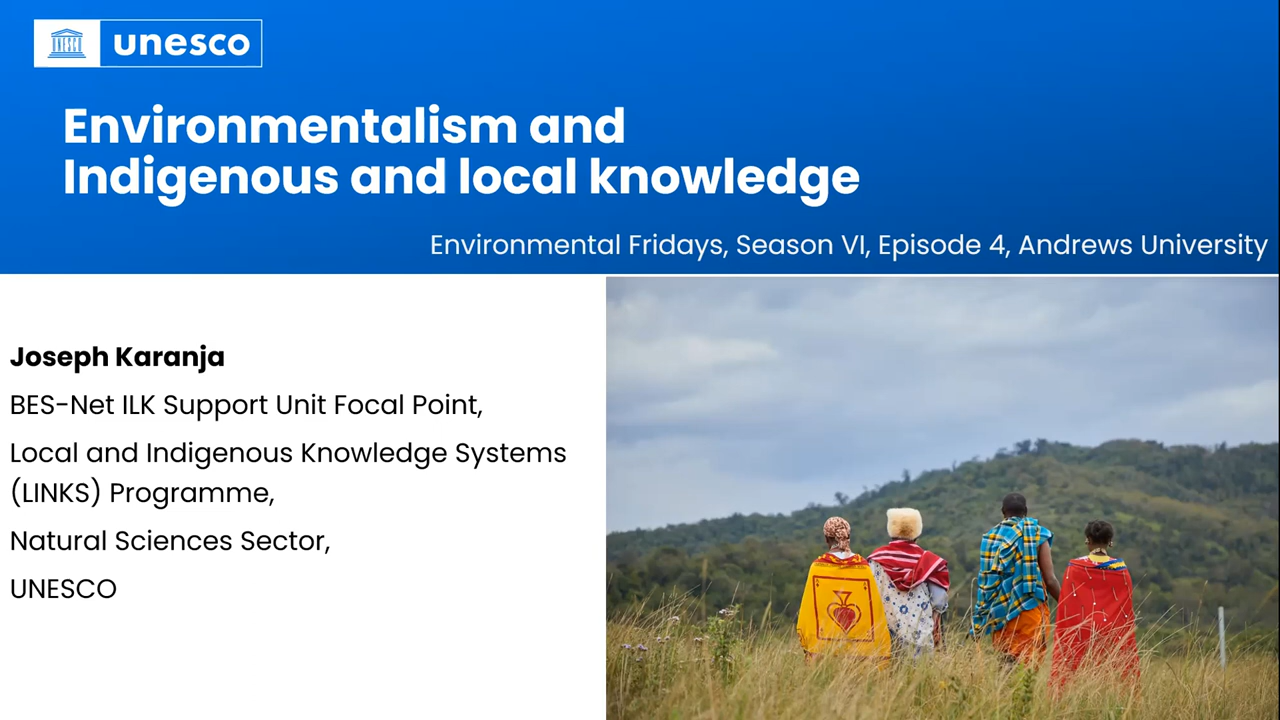 unesco
Environmentalism and
Indigenous and local knowledge
Environmental Fridays, Season VI, Episode 4, Andrews University
Joseph Karanja
BES-Net ILK Support Unit Focal Point,
Local and Indigenous Knowledge Systems
(LINKS) Programme,
Natural Sciences Sector,
UNESCO